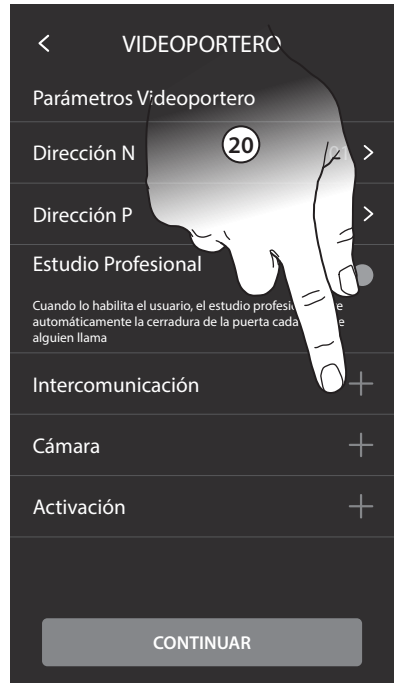 VIDEOPORTERO
Parámetros Videoportero
Dirección N
20
Dirección P
Estudio Profesional
Cuando lo habilita el usuario, el estudio
automáticamente la cerradura de la puerta cada
alguien llama
Intercomunicación
Cámara
Activación
CONTINUAR